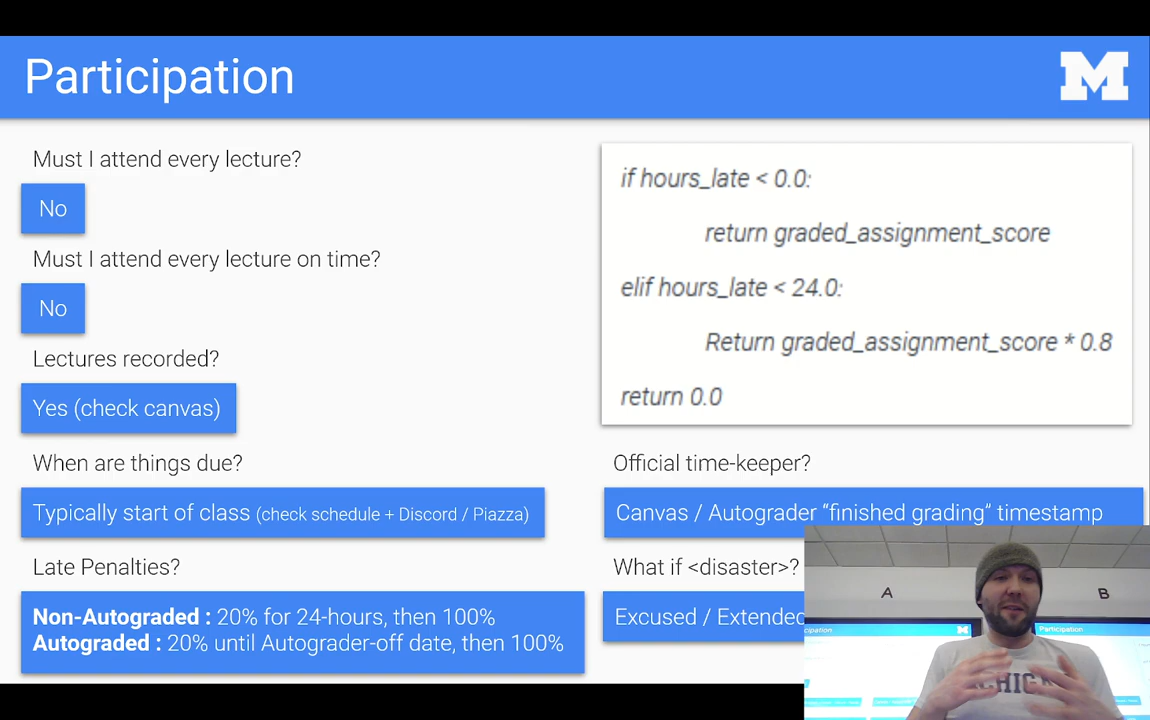 Participation
M
Must I attend every lecture?
No
Must I attend every lecture on time?
No
Lectures recorded?
Yes (check canvas)
When are things due?
Typically start of class (check schedule + Discord / Piazza)
Late Penalties?
Non-Autograded : 20% for 24-hours, then 100%
Autograded : 20% until Autograder-off date, then 100%
if hours_late < 0.0:
return graded_assignment_score
elif hours_late < 24.0:
Return graded_assignment_score * 0.8
return 0.0
Official time-keeper?
Canvas / Autograder “finished grading“ timestamp
What if <disaster>?
Excused / Extended
A
B
Participation